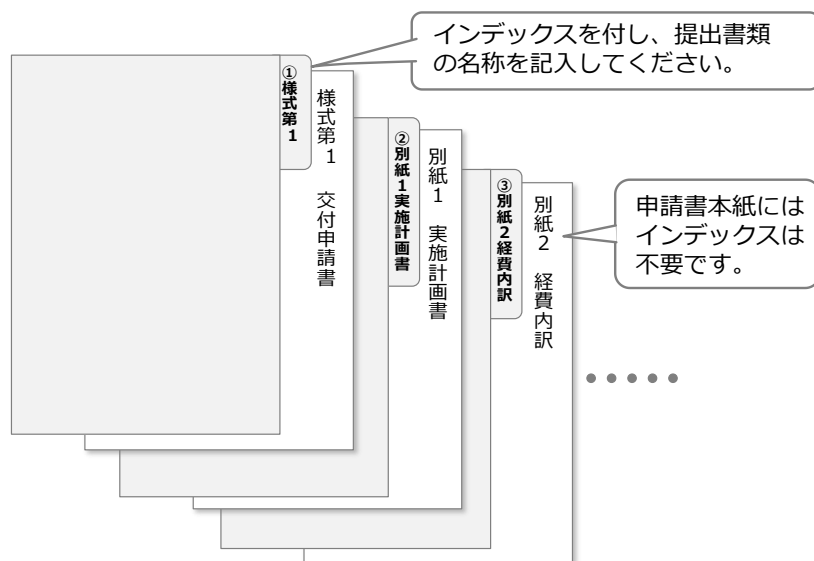 インデックスを付し、提出書類
の名称を記入してください。
①様式第1
様式第1　交付申請書
②別紙1実施計画書
別紙1　実施計画書
③別紙2経費内訳
別紙2　経費内訳
申請書本紙には
インデックスは
不要です。